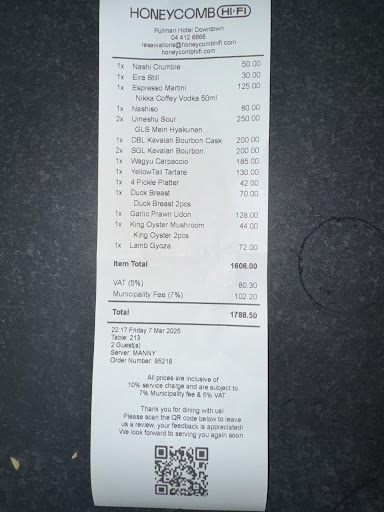 HONEYCOMB HI-FI
Pullman Hotel Downtown
04 412 6666
reservations@honeycombhifi.com
honeycombhifi.com
1x Nashi Crumble 50.00
1x Eira Still 30.00
1x Espresso Martini 125.00
Nikka Coffey Vodka 50ml
1x Nashiso 80.00
2x Umeshu Sour 250.00
GLS Mein Hyakunen
1x DBL Kavalan Bourbon Cask 200.00
2x SGL Kavalan Bourbon 200.00
1x Wagyu Carpaccio 185.00
1x YellowTail Tartare 130.00
1x 4 Pickle Platter 42.00
1x Duck Breast 70.00
Duck Breast 2pcs
1x Garlic Prawn Udon 128.00
1x King Oyster Mushroom 44.00
King Oyster 2pcs
1x Lamb Gyoza 72.00
Item Total 1606.00
VAT (5%) 80.30
Municipality Fee (7%) 102.20
Total 1788.50
22:17 Friday 7 Mar 2025
Table: 213
2 Guest(s)
Server: MANNY
Order Number: 95218
All prices are inclusive of
10% service charge and are subject to
7% Municipality fee & 5% VAT
Thank you for dining with us!
Please scan the QR code below to leave
us a review, your feedback is appreciated!
We look forward to serving you again soon